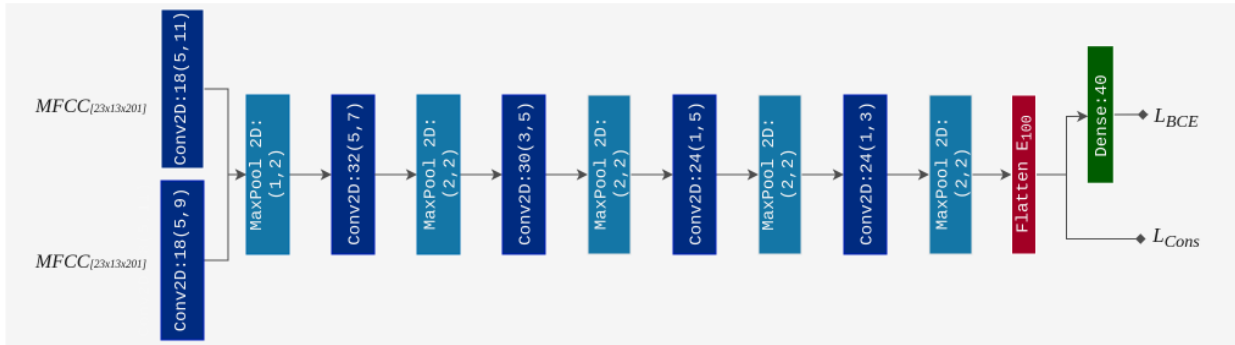 MFCC[23x13x201]
Conv2D:18(5,11)
MFCC[23x13x201]
Conv2D:18(5,9)
MaxPool 2D:
(1,2)
Conv2D:32(5,7)
MaxPool 2D:
(2,2)
Conv2D:30(3,5)
MaxPool 2D:
(2,2)
Conv2D:24(1,5)
MaxPool 2D:
(2,2)
Conv2D:24(1,3)
MaxPool 2D:
(2,2)
Flatten E100
Dense:40
LBCE
LCons